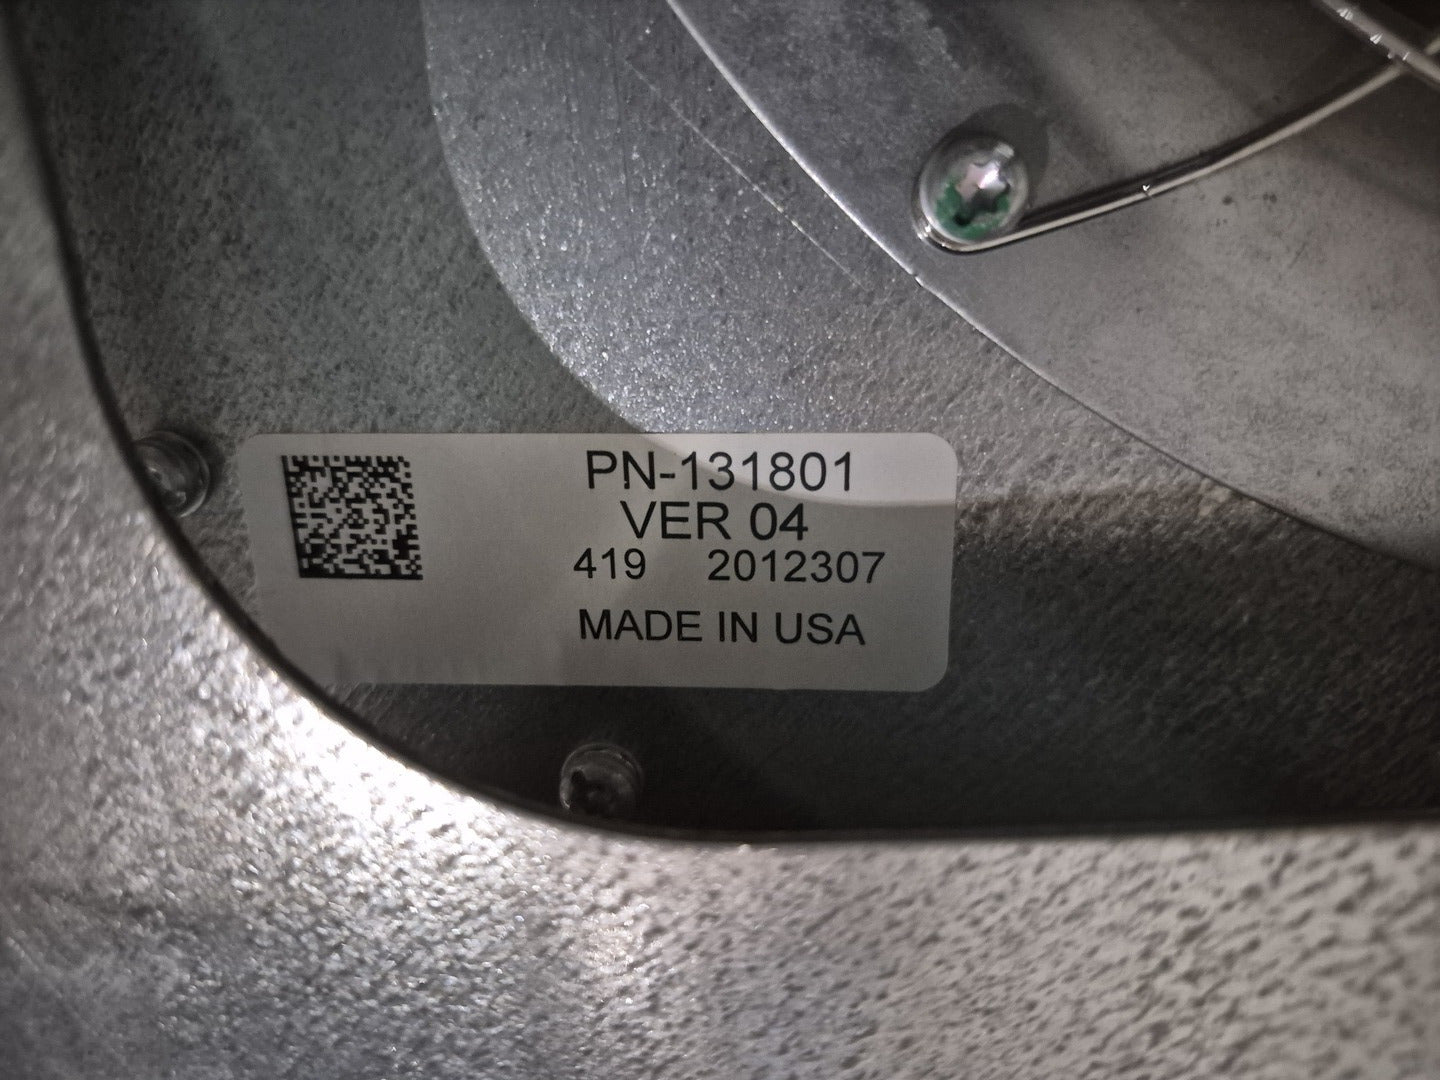 PN-131801
VER 04
419 2012307
MADE IN USA